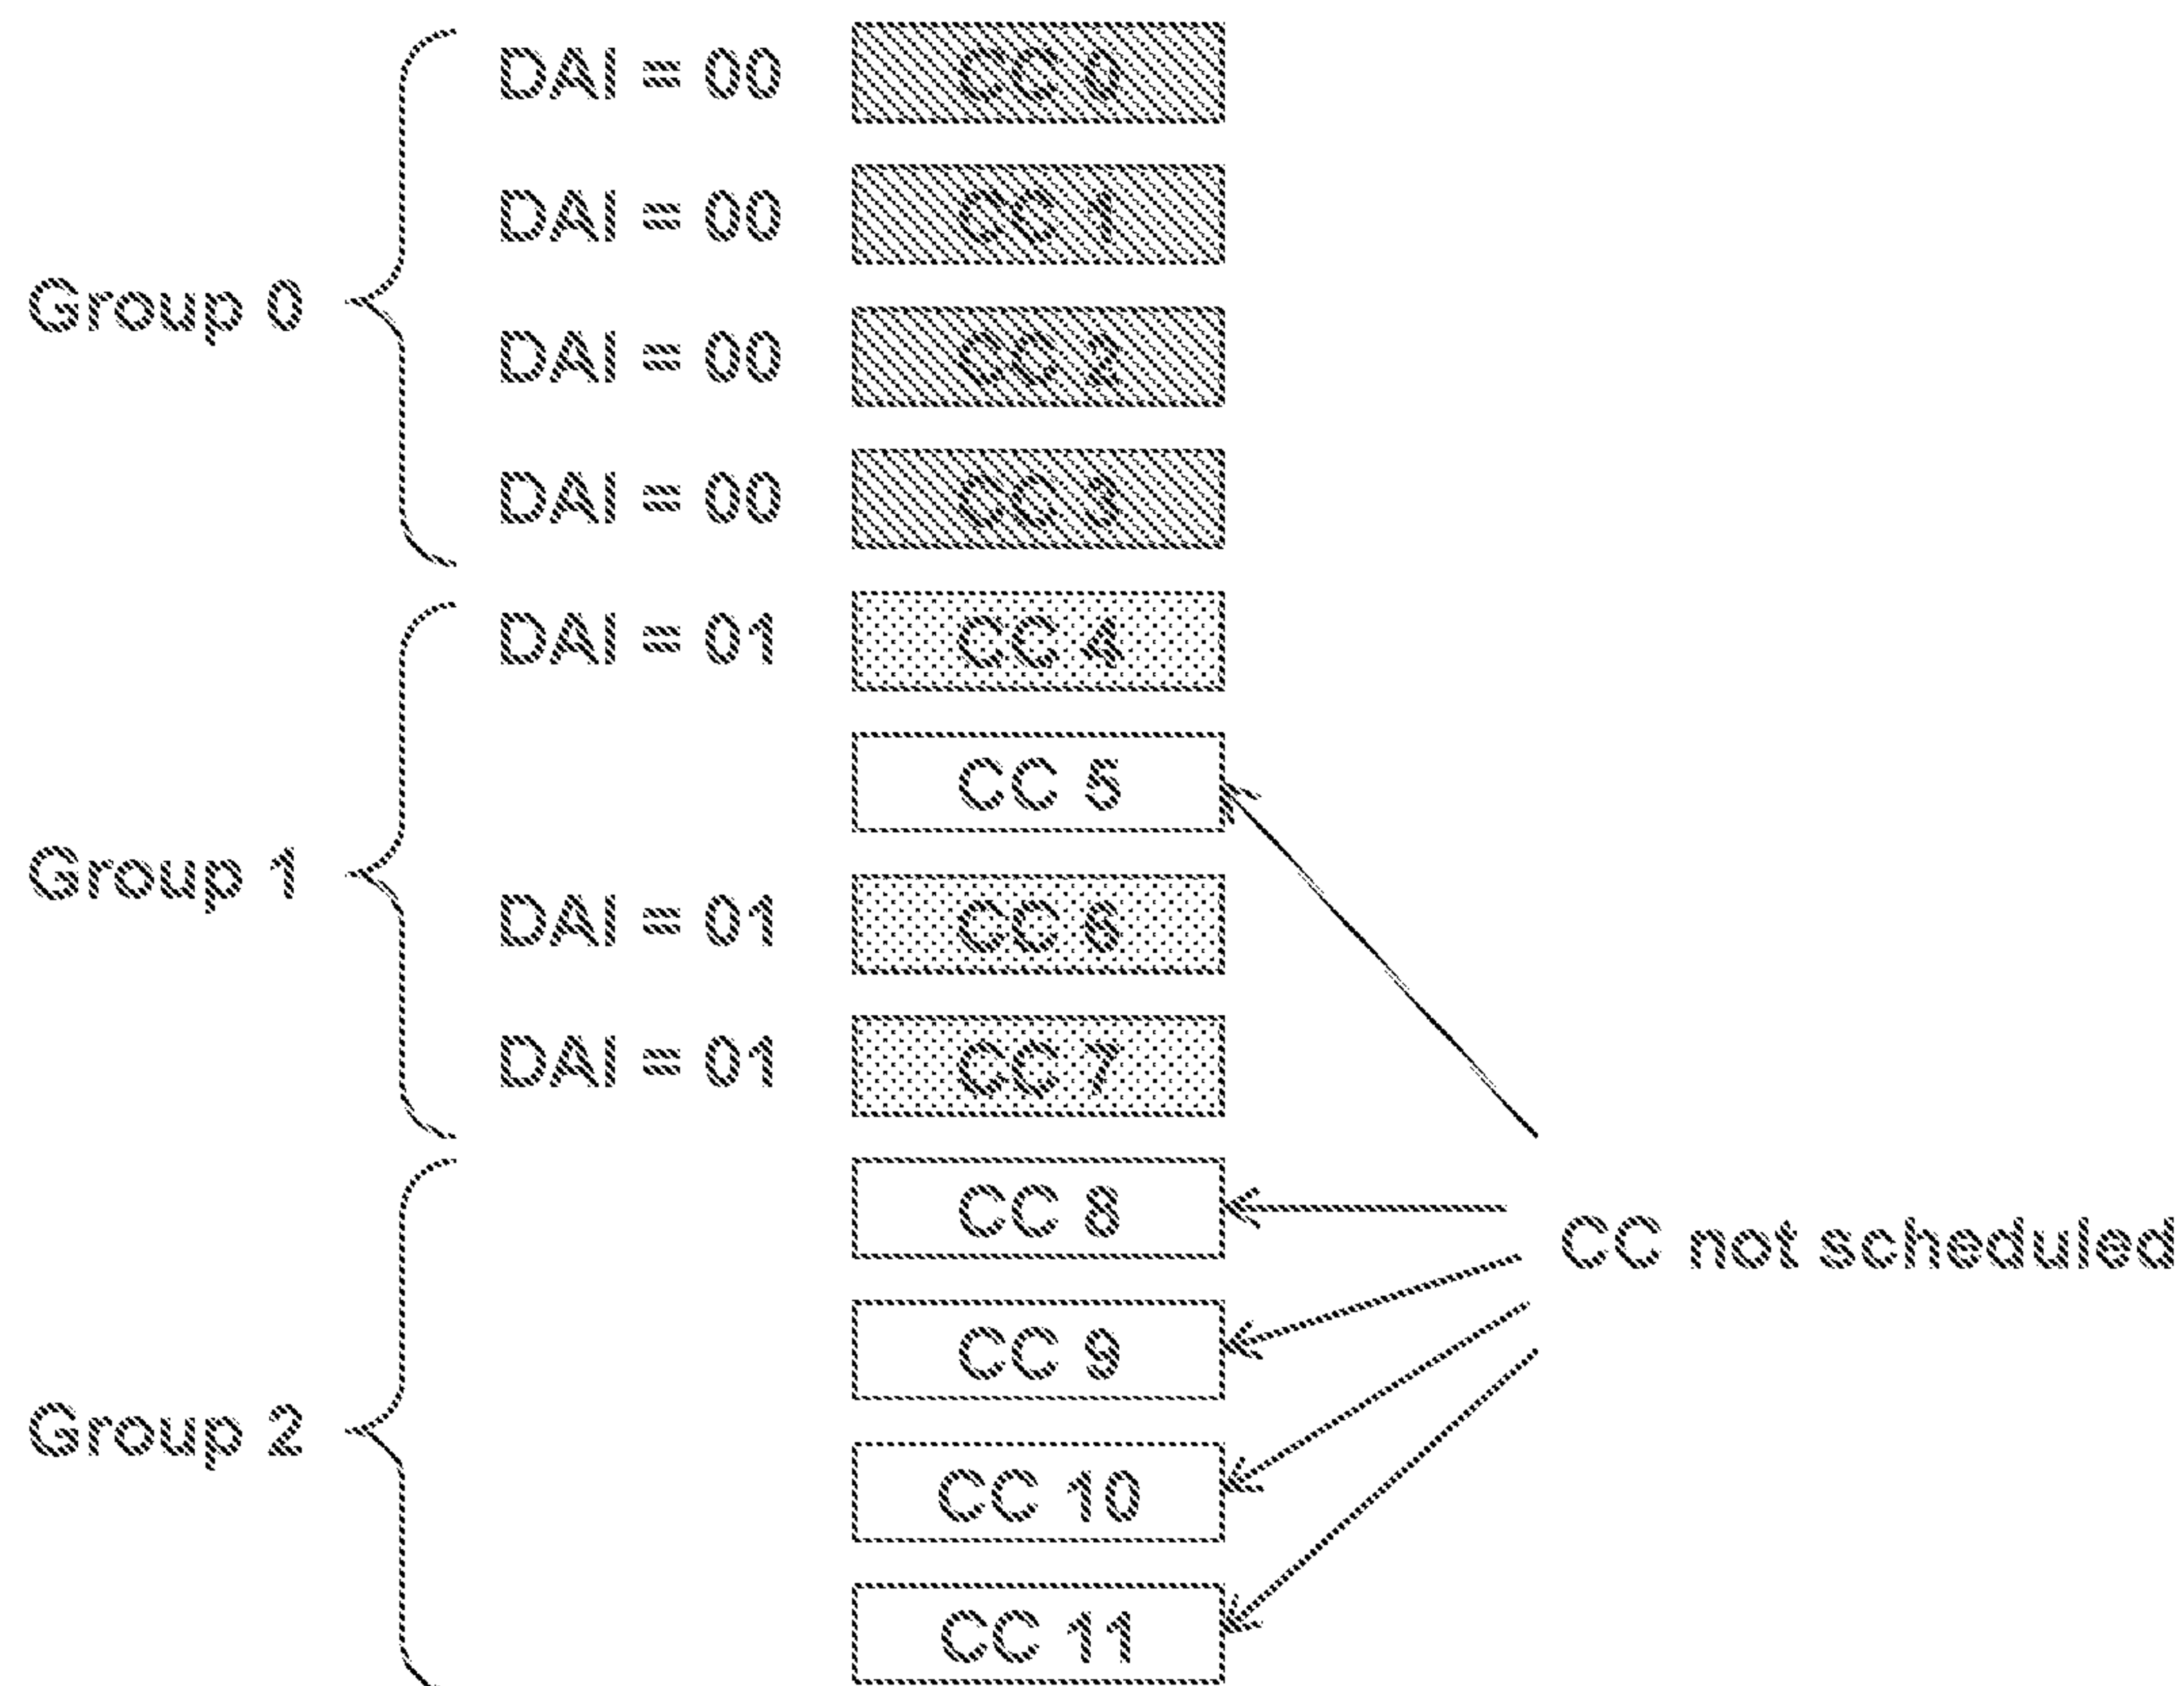 DAI = 00 CC 0
DAI = 00 CC 1
Group 0
DAI = 00 CC 2
DAI = 00 CC 3
DAI = 01 CC 4
CC 5
Group 1
DAI = 01 CC 6
DAI = 01 CC 7
CC 8
CC not scheduled
CC 9
Group 2
CC 10
CC 11